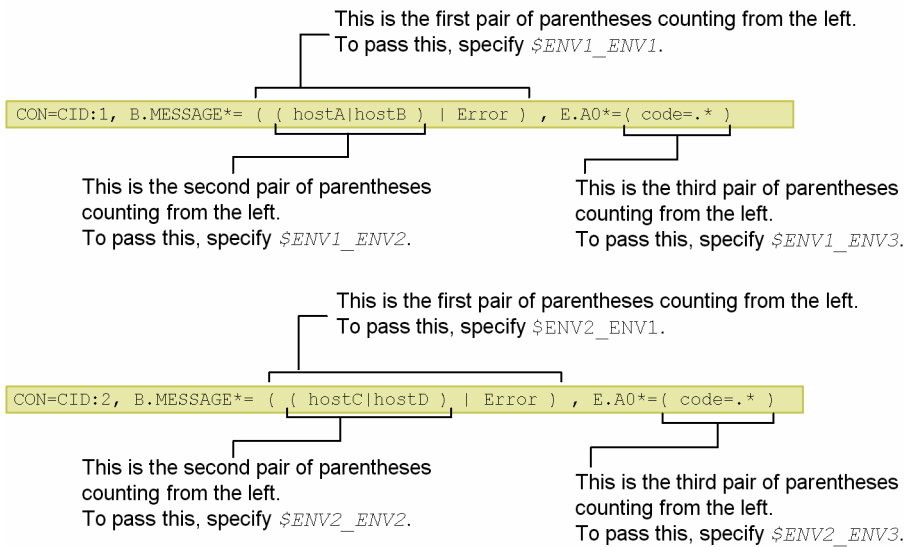 This is the first pair of parentheses counting from the left.
To pass this, specify $ENV1_ENV1.
CON=CID:1, B.MESSAGE*= ( ( hostA|hostB ) | Error ) , E.A0*=( code=.* )
This is the second pair of parentheses
counting from the left.
To pass this, specify $ENV1_ENV2.
This is the third pair of parentheses
counting from the left.
To pass this, specify $ENV1_ENV3.
This is the first pair of parentheses counting from the left.
To pass this, specify $ENV2_ENV1.
CON=CID:2, B.MESSAGE*= ( ( hostC|hostD ) | Error ) , E.A0*=( code=.* )
This is the second pair of parentheses
counting from the left.
To pass this, specify $ENV2_ENV2.
This is the third pair of parentheses
counting from the left.
To pass this, specify $ENV2_ENV3.